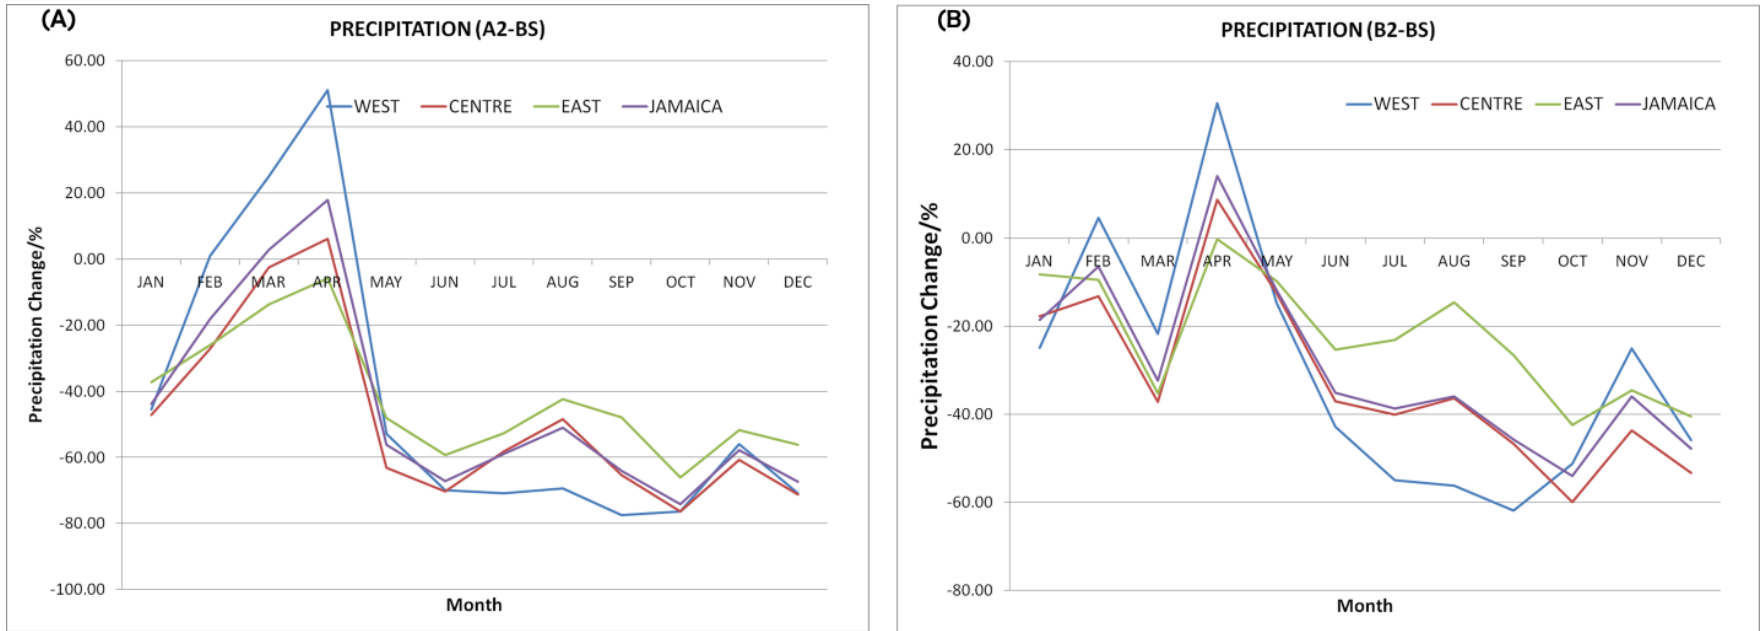 (A)
PRECIPITATION (A2-BS)
60.00
40.00
20.00
0.00
-20.00
-40.00
-60.00
-80.00
-100.00
Precipitation Change/%
WEST CENTRE EAST JAMAICA
JAN FEB MAR APR MAY JUN JUL AUG SEP OCT NOV DEC
Month
(B)
PRECIPITATION (B2-BS)
40.00
20.00
0.00
-20.00
-40.00
-60.00
-80.00
Precipitation Change/%
WEST CENTRE EAST JAMAICA
JAN FEB MAR APR MAY JUN JUL AUG SEP OCT NOV DEC
Month